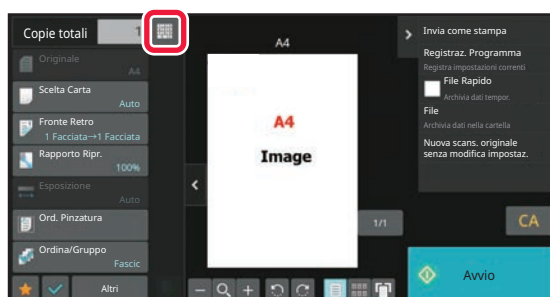 Copie totali 1
Originale
A4
Scelta Carta
Auto
Fronte Retro
1 Facciata→1 Facciata
Rapporto Ripr.
100%
Esposizione
Auto
Ord. Pinzatura
Ordina/Gruppo
Fascic
Altri
A4
A4
Image
1/1
Invia come stampa
Registraz. Programma
Registra impostazioni correnti
File Rapido
Archivia dati tempor.
File
Archivia dati nella cartella
Nuova scans. originale
senza modifica impostaz.
CA
Avvio